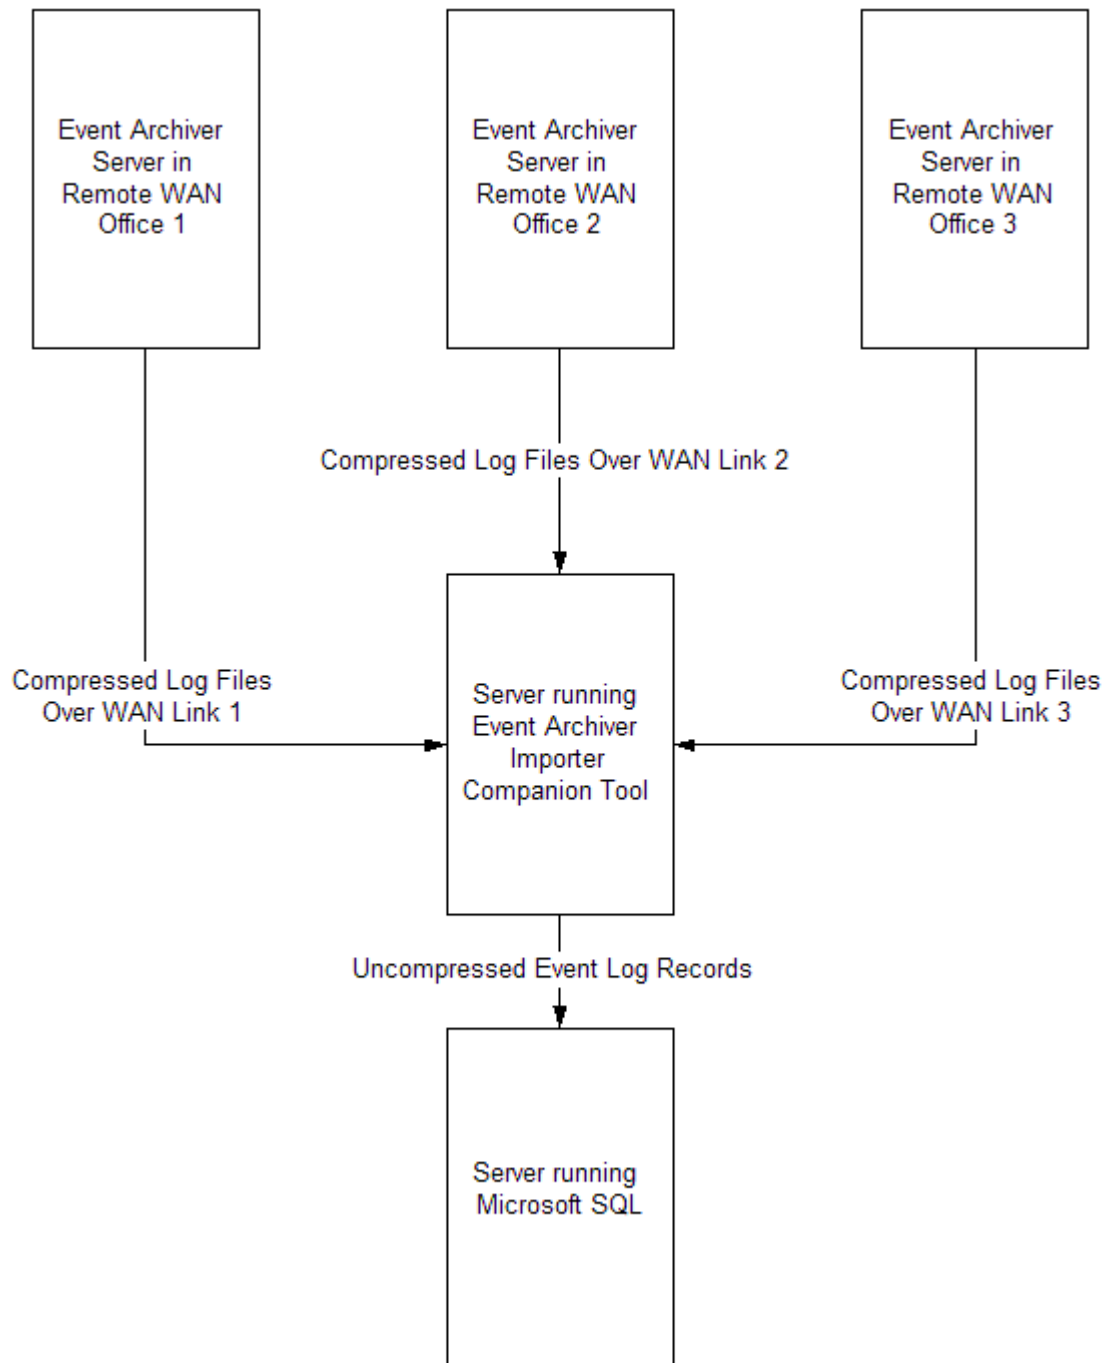 Event Archiver
Server in
Remote WAN
Office 1
Event Archiver
Server in
Remote WAN
Office 2
Event Archiver
Server in
Remote WAN
Office 3
Compressed Log Files Over WAN Link 2
Compressed Log Files
Over WAN Link 1
Server running
Event Archiver
Importer
Companion Tool
Compressed Log Files
Over WAN Link 3
Uncompressed Event Log Records
Server running
Microsoft SQL